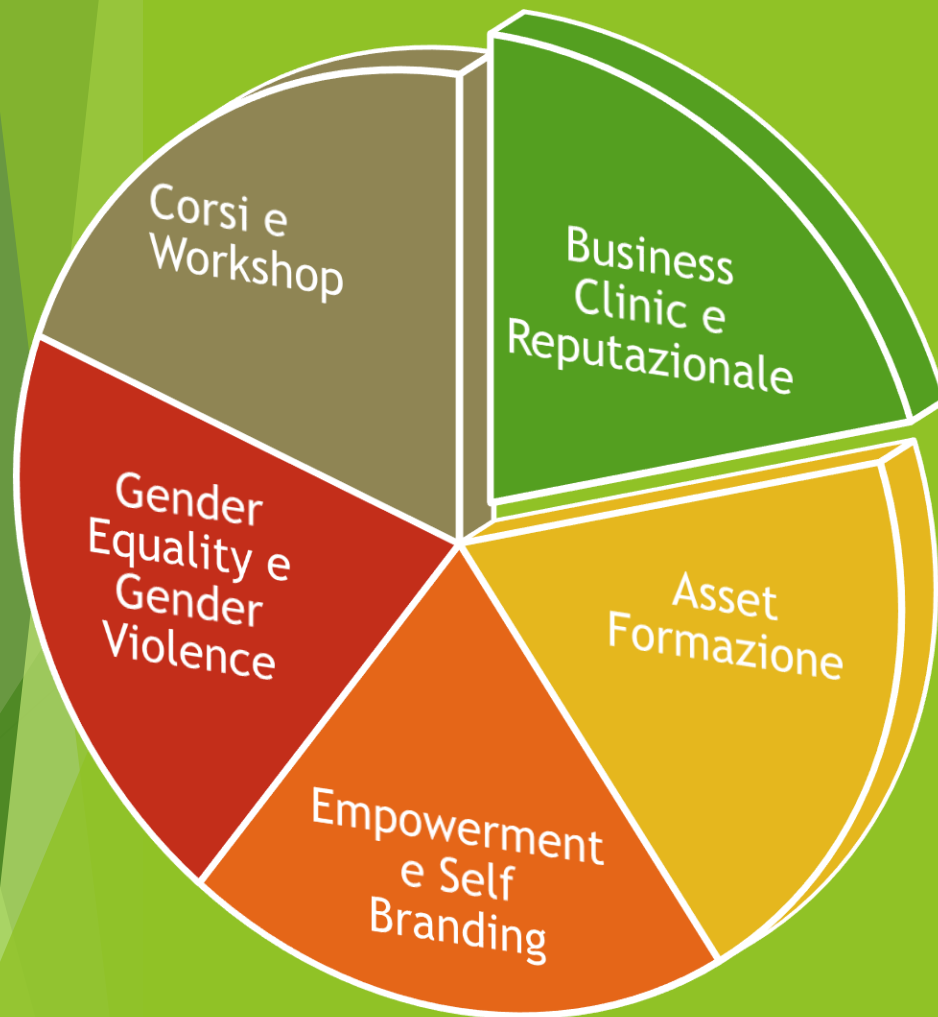 Corsi e
Workshop
Business
Clinic e
Reputazionale
Gender
Equality e
Gender
Violence
Asset
Formazione
Empowerment
e Self
Branding